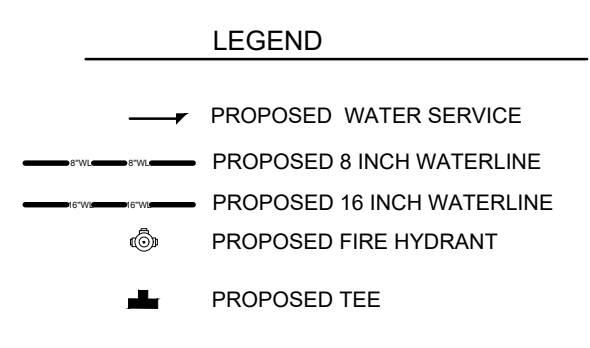 LEGEND
PROPOSED WATER SERVICE
8"WL 8"WL PROPOSED 8 INCH WATERLINE
16"WL 16"WL PROPOSED 16 INCH WATERLINE
PROPOSED FIRE HYDRANT
PROPOSED TEE